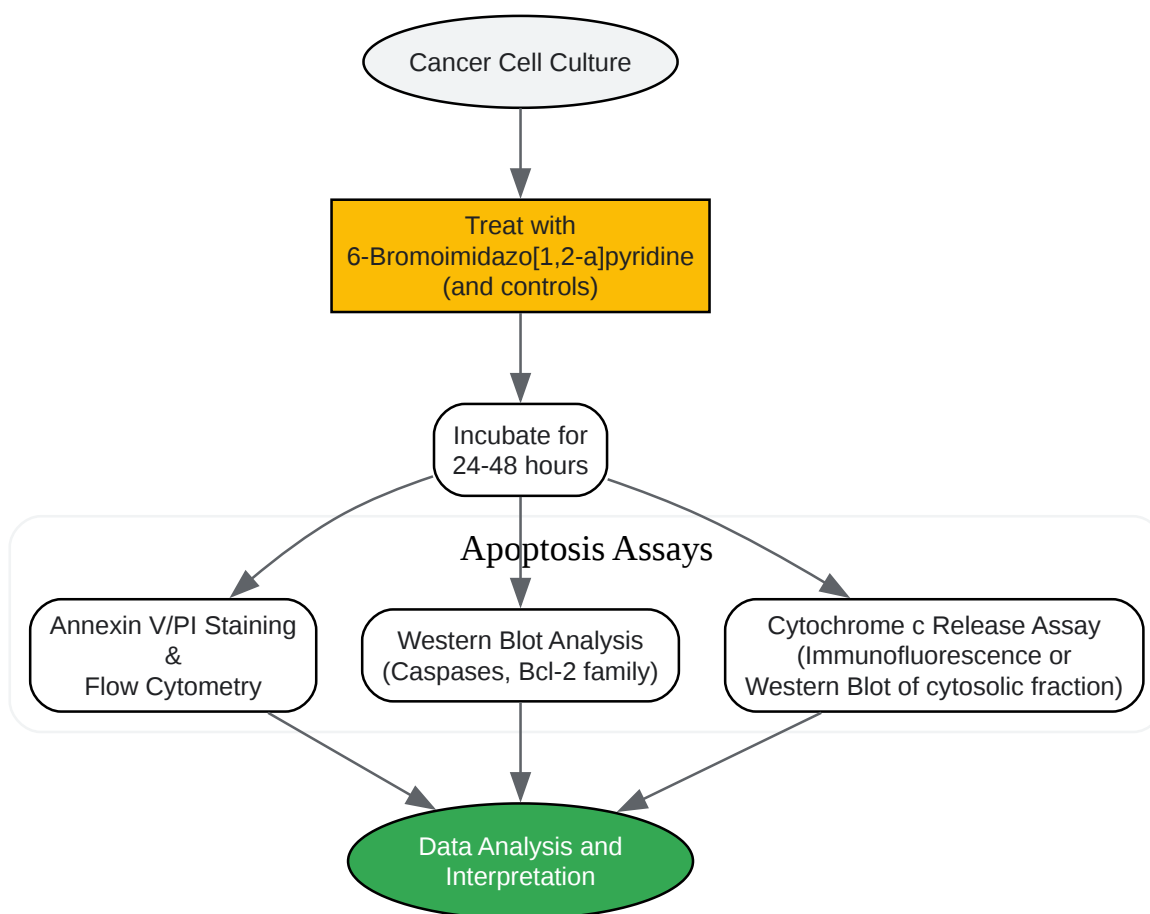 Cancer Cell Culture
Treat with
6-Bromoimidazo[1,2-a]pyridine
(and controls)
Incubate for
24-48 hours
Apoptosis Assays
Annexin V/PI Staining
&
Flow Cytometry
Western Blot Analysis
(Caspases, Bcl-2 family)
Cytochrome c Release Assay
(Immunofluorescence or
Western Blot of cytosolic fraction)
Data Analysis and
Interpretation